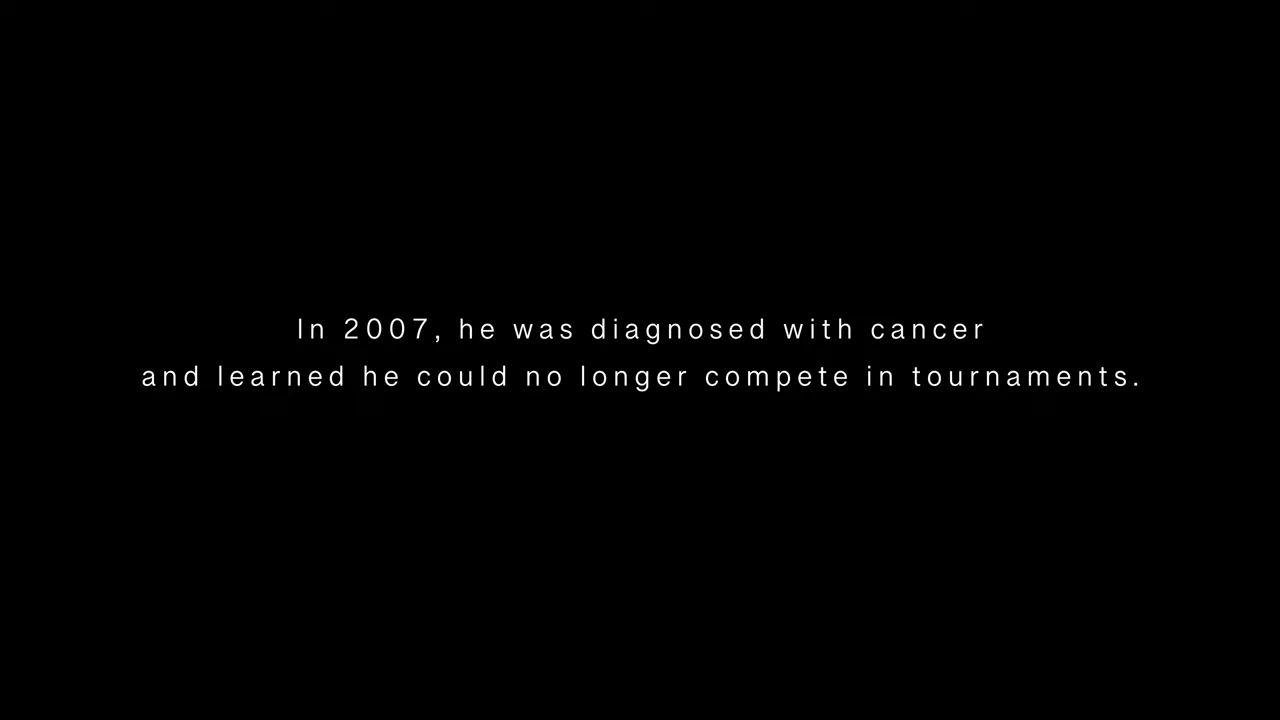 In 2007, he was diagnosed with cancer
and learned he could no longer compete in tournaments.